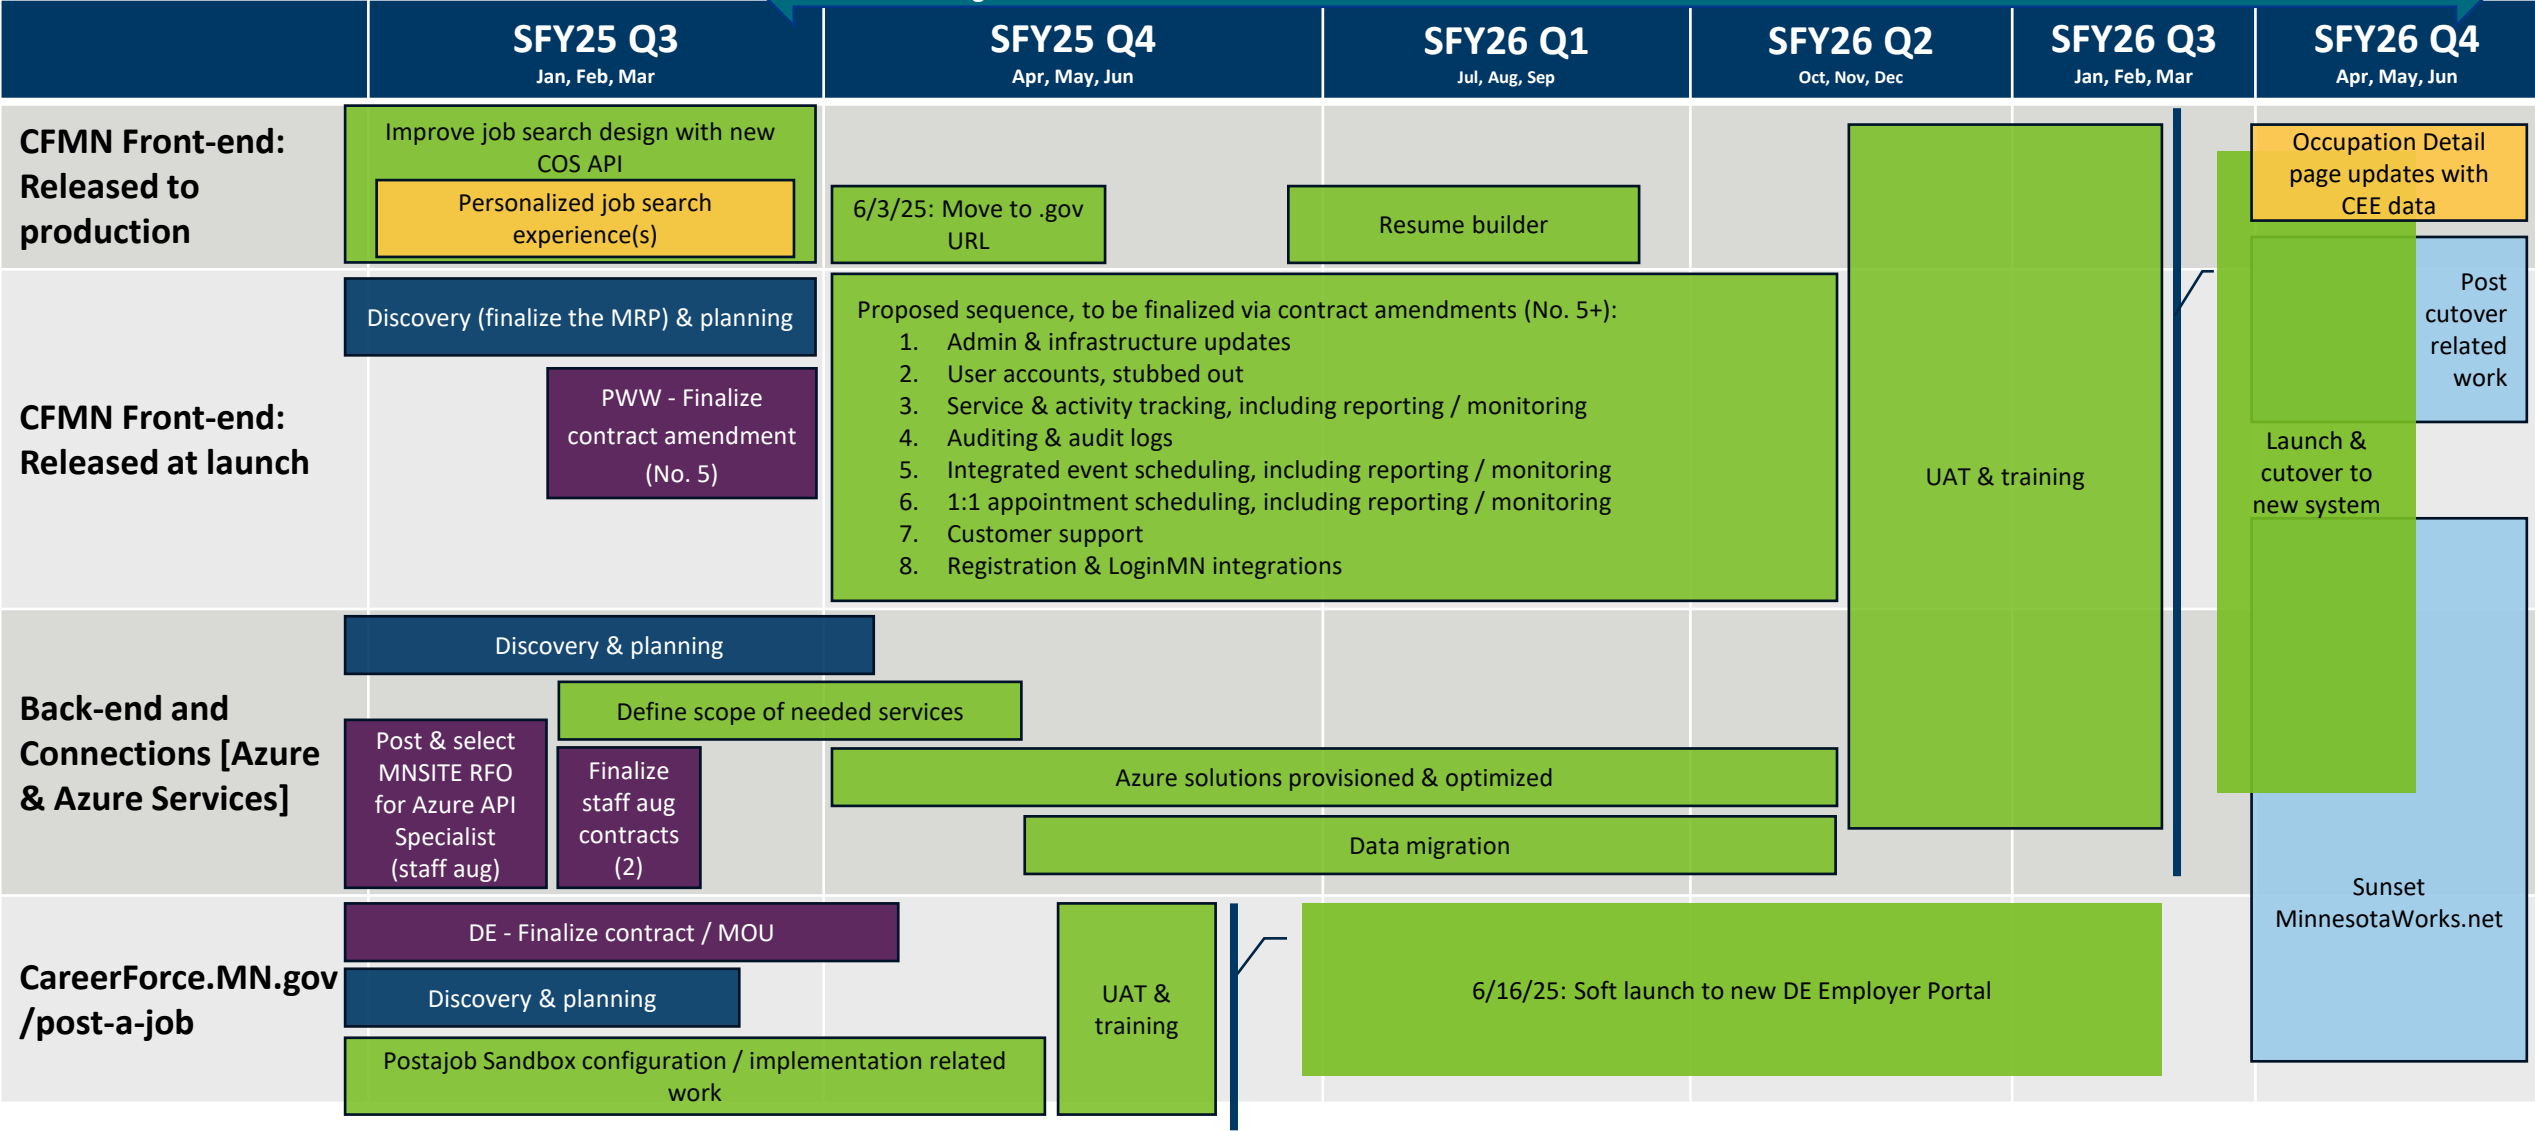 SFY25 Q3
Jan, Feb, Mar
SFY25 Q4
Apr, May, Jun
SFY26 Q1
Jul, Aug, Sep
SFY26 Q2
Oct, Nov, Dec
SFY26 Q3
Jan, Feb, Mar
SFY26 Q4
Apr, May, Jun
CFMN Front-end:
Released to
production
Improve job search design with new
COS API
Personalized job search
experience(s)
6/3/25: Move to .gov
URL
Resume builder
Occupation Detail
page updates with
CEE data
CFMN Front-end:
Released at launch
Discovery (finalize the MRP) & planning
PWW - Finalize
contract amendment
(No. 5)
Proposed sequence, to be finalized via contract amendments (No. 5+):
1. Admin & infrastructure updates
2. User accounts, stubbed out
3. Service & activity tracking, including reporting / monitoring
4. Auditing & audit logs
5. Integrated event scheduling, including reporting / monitoring
6. 1:1 appointment scheduling, including reporting / monitoring
7. Customer support
8. Registration & LoginMN integrations
UAT & training
Post
cutover
related
work
Launch &
cutover to
new system
Back-end and
Connections [Azure
& Azure Services]
Discovery & planning
Define scope of needed services
Post & select
MNSITE RFO
for Azure API
Specialist
(staff aug)
Finalize
staff aug
contracts
(2)
Azure solutions provisioned & optimized
Data migration
Sunset
MinnesotaWorks.net
CareerForce.MN.gov
/post-a-job
DE - Finalize contract / MOU
Discovery & planning
Postajob Sandbox configuration / implementation related
work
UAT &
training
6/16/25: Soft launch to new DE Employer Portal